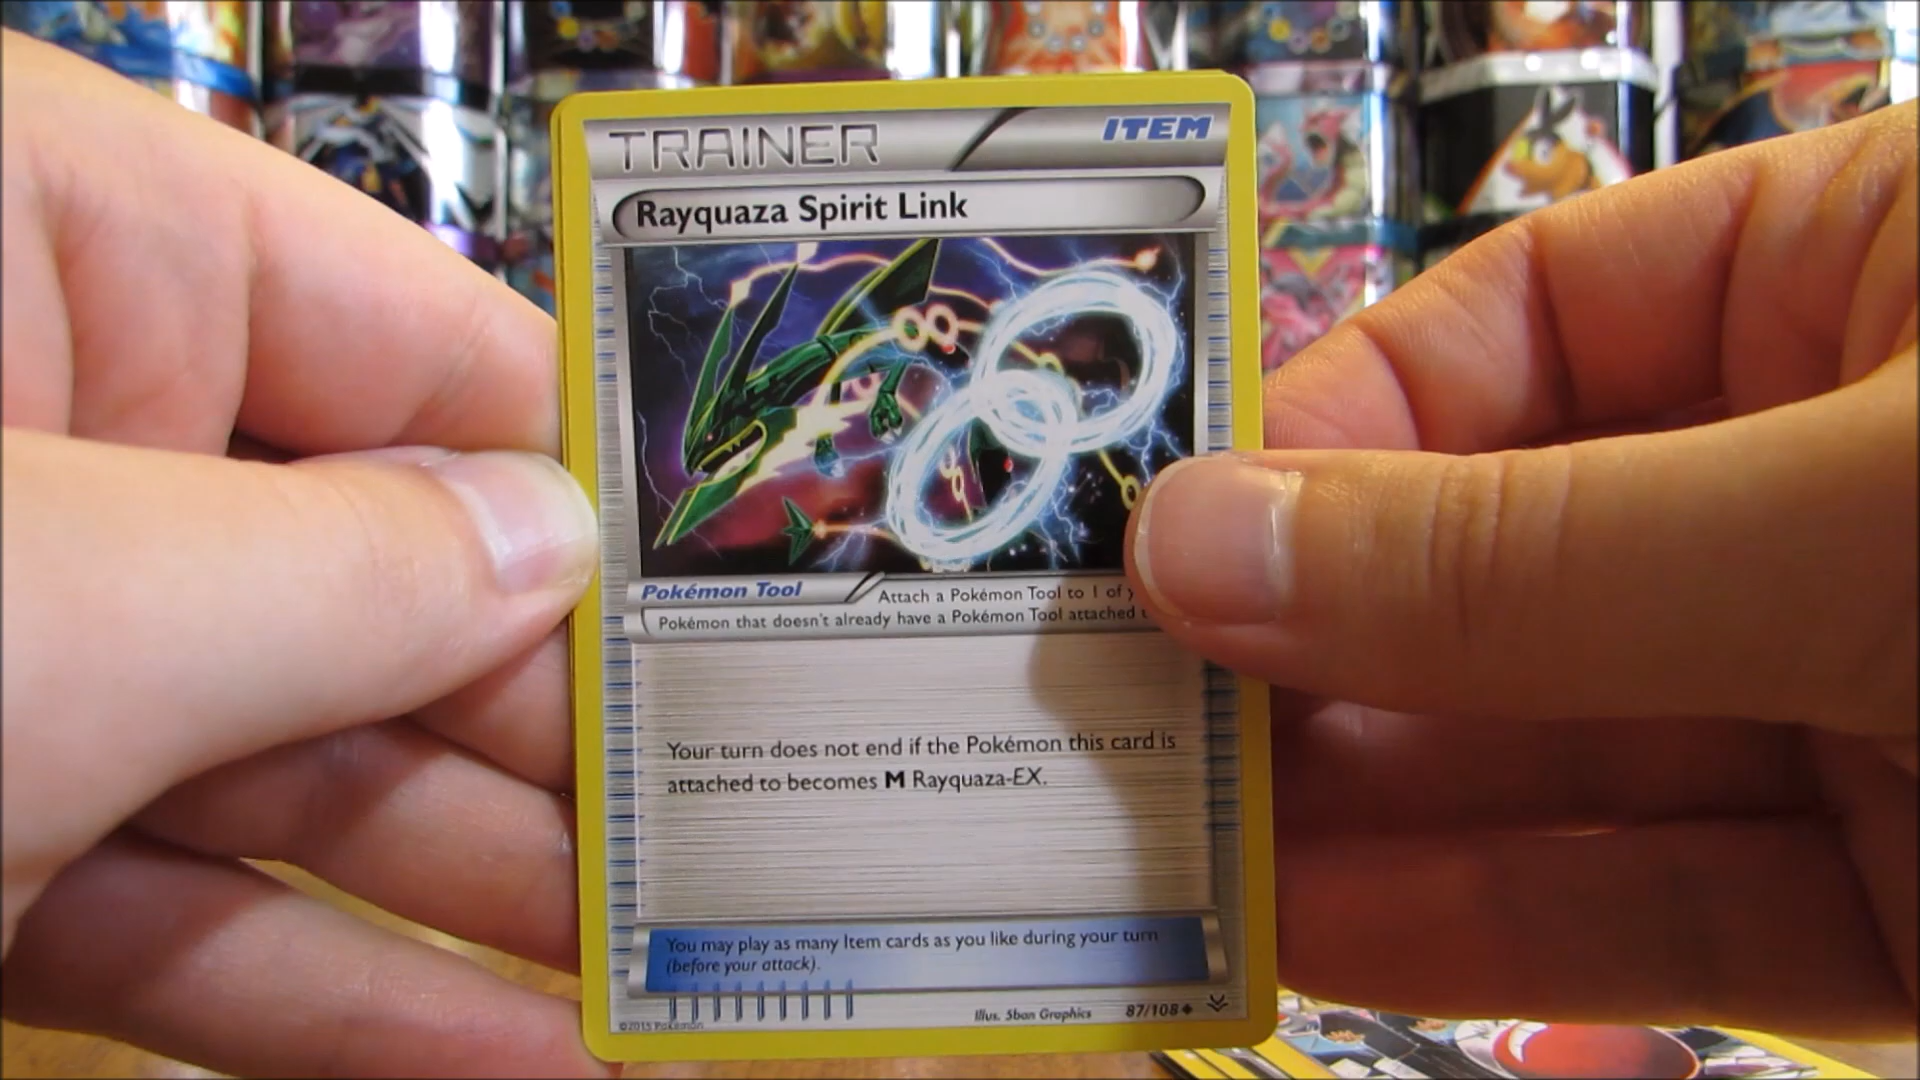 TRAINER ITEM
Rayquaza Spirit Link
Pokémon Tool Attach a Pokémon Tool to 1 of
Pokémon that doesn't already have a Pokémon Tool attached
Your turn does not end if the Pokémon this card is
attached to becomes M Rayquaza-EX.
You may play as many Item cards as you like during your turn
(before your attack).
Illus. 5ban Graphics 87/108
©2015 Pokémon